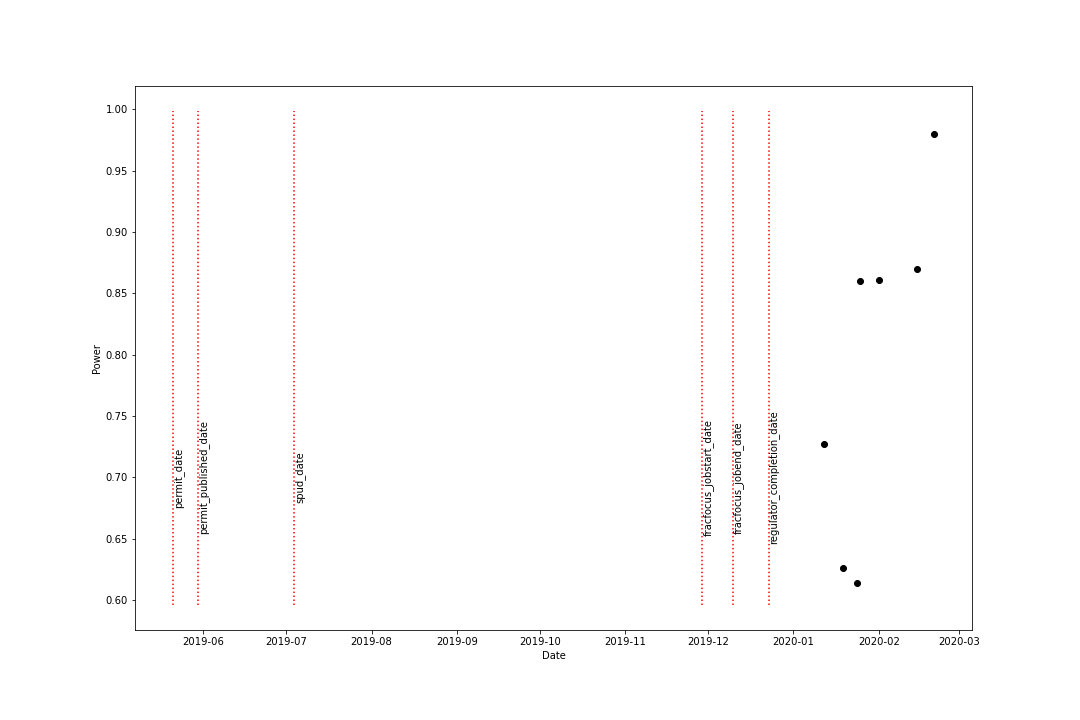 1.00
0.95
0.90
0.85
0.80
0.75
0.70
0.65
0.60
Power
permit_date
permit_published_date
spud_date
fracfocus_jobstart_date
fracfocus_jobend_date
regulator_completion_date
2019-06
2019-07
2019-08
2019-09
2019-10
2019-11
2019-12
2020-01
2020-02
2020-03
Date